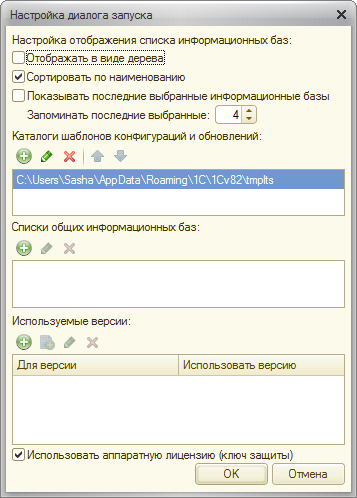 Настройка диалога запуска
Настройка отображения списка информационных баз:
Отображать в виде дерева
Сортировать по наименованию
Показывать последние выбранные информационные базы
Запоминать последние выбранные: 4
Каталоги шаблонов конфигураций и обновлений:
C:\Users\Sasha\AppData\Roaming\1C\1Cv82\tmplts
Списки общих информационных баз:
Используемые версии:
Для версии Использовать версию
Использовать аппаратную лицензию (ключ защиты)
OK Отмена